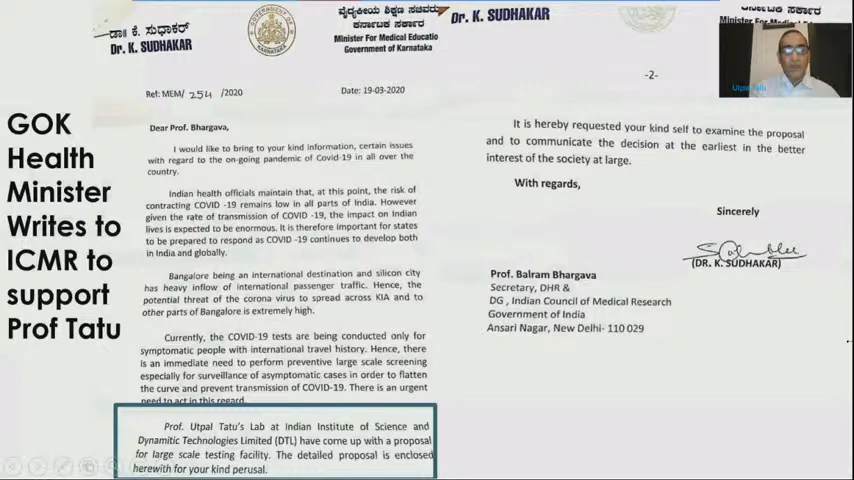 GOK
Health
Minister
Writes to
ICMR to
support
Prof Tatu
ಡಾ॥ ಕೆ. ಸುಧಾಕರ್
Dr. K. SUDHAKAR
ವೈದ್ಯಕೀಯ ಶಿಕ್ಷಣ ಸಚಿವರು
ಕರ್ನಾಟಕ ಸರ್ಕಾರ
Minister For Medical Educatio
Government of Karnataka
Ref: MEM/ 254 /2020
Date: 19-03-2020
Dear Prof. Bhargava,
I would like to bring to your kind information, certain issues
with regard to the on-going pandemic of Covid-19 in all over the
country.
Indian health officials maintain that, at this point, the risk of
contracting COVID -19 remains low in all parts of India. However
given the rate of transmission of COVID -19, the impact on Indian
lives is expected to be enormous. It is therefore important for states
to be prepared to respond as COVID -19 continues to develop both
in India and globally.
Bangalore being an international destination and silicon city
has heavy inflow of international passenger traffic. Hence, the
potential threat of the corona virus to spread across KIA and to
other parts of Bangalore is extremely high.
Currently, the COVID-19 tests are being conducted only for
symptomatic people with international travel history. Hence, there
is an immediate need to perform preventive large scale screening
especially for surveillance of asymptomatic cases in order to flatten
the curve and prevent transmission of COVID-19. There is an urgent
need to act in this regard.
Prof. Utpal Tatu's Lab at Indian Institute of Science and
Dynamitic Technologies Limited (DTL) have come up with a proposal
for large scale testing facility. The detailed proposal is enclosed
herewith for your kind perusal.
Dr. K. SUDHAKAR
ಕರ್ನಾಟಕ ಸರ್ಕಾರ
Utpal Tatu
-2-
It is hereby requested your kind self to examine the proposal
and to communicate the decision at the earliest in the better
interest of the society at large.
With regards,
Sincerely
(DR. K. SUDHAKAR)
Prof. Balram Bhargava
Secretary, DHR &
DG , Indian Council of Medical Research
Government of India
Ansari Nagar, New Delhi- 110 029